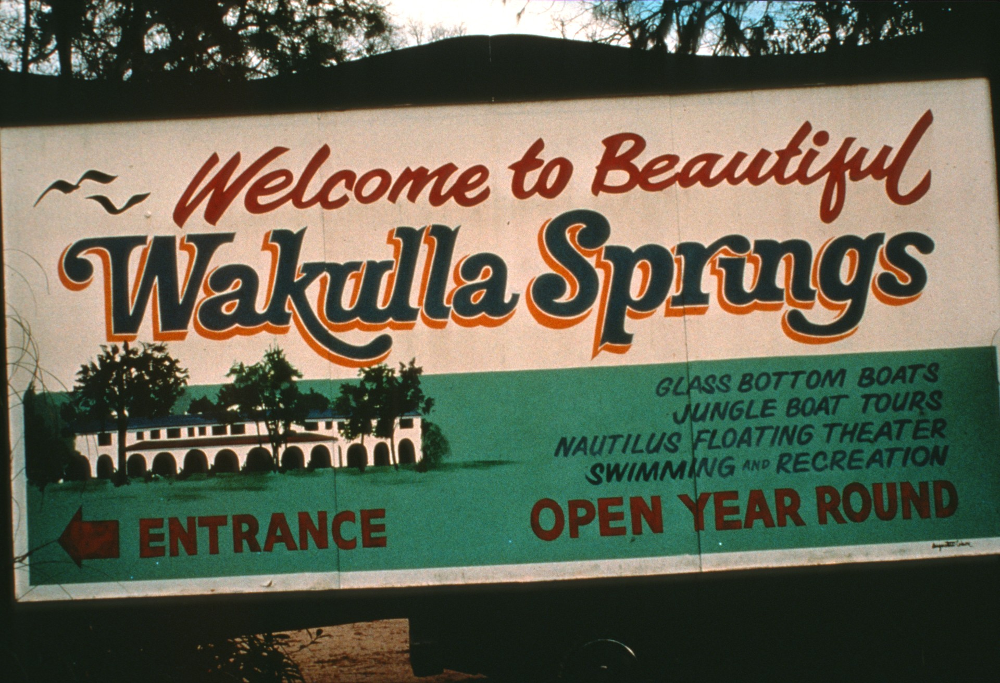 Welcome to Beautiful
Wakulla Springs
GLASS BOTTOM BOATS
JUNGLE BOAT TOURS
NAUTILUS FLOATING THEATER
SWIMMING AND RECREATION
OPEN YEAR ROUND
ENTRANCE